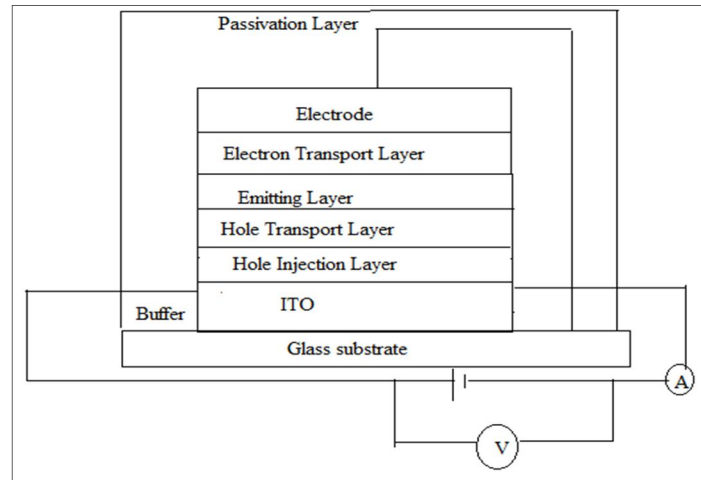 Passivation Layer
Electrode
Electron Transport Layer
Emitting Layer
Hole Transport Layer
Hole Injection Layer
ITO
Buffer
Glass substrate
A
V